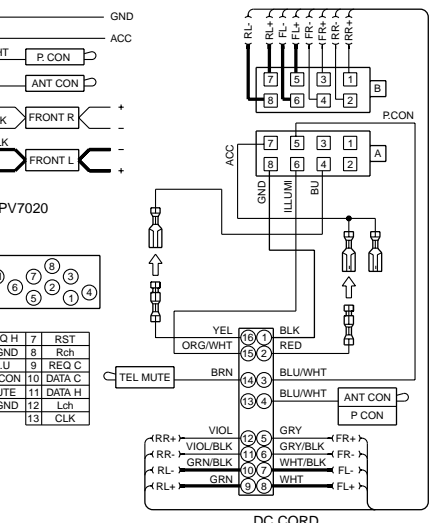 GND
ACC
P. CON
ANT CON
FRONT R
+
−
FRONT L
−
+
PV7020
8
7 3
6 2 4
5 1
7 RST
GND 8 Rch
9 REQ C
CON 10 DATA C
11 DATA H
GND 12 Lch
13 CLK
RL- RL+ FL- FL+ FR- FR+ RR- RR+
7 5 3 1
8 6 4 2
B
P.CON
7 5 3 1
8 6 4 2
A
ACC
GND
ILLUMI
BU
YEL 16 1 BLK
ORG/WHT 15 2 RED
TEL MUTE BRN 14 3 BLU/WHT
13 4 BLU/WHT
ANT CON
P CON
RR+ VIOL 12 5 GRY FR+
RR- VIOL/BLK 11 6 GRY/BLK FR-
RL- GRN/BLK 10 7 WHT/BLK FL-
RL+ GRN 9 8 WHT FL+
DC CORD